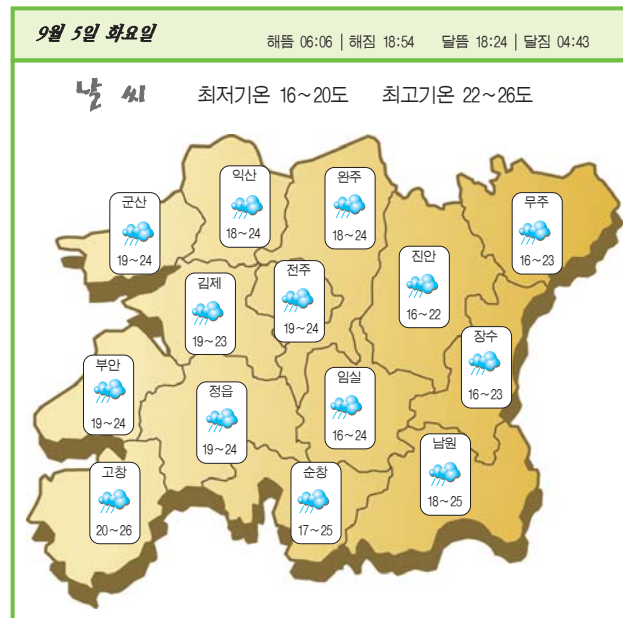 9월 5일 화요일
해뜸 06:06 | 해짐 18:54 달뜸 18:24 | 달짐 04:43
날 씨
최저기온 16~20도 최고기온 22~26도
군산
19~24
익산
18~24
완주
18~24
무주
16~23
김제
19~23
전주
19~24
진안
16~22
장수
16~23
부안
19~24
정읍
19~24
임실
16~24
남원
18~25
고창
20~26
순창
17~25